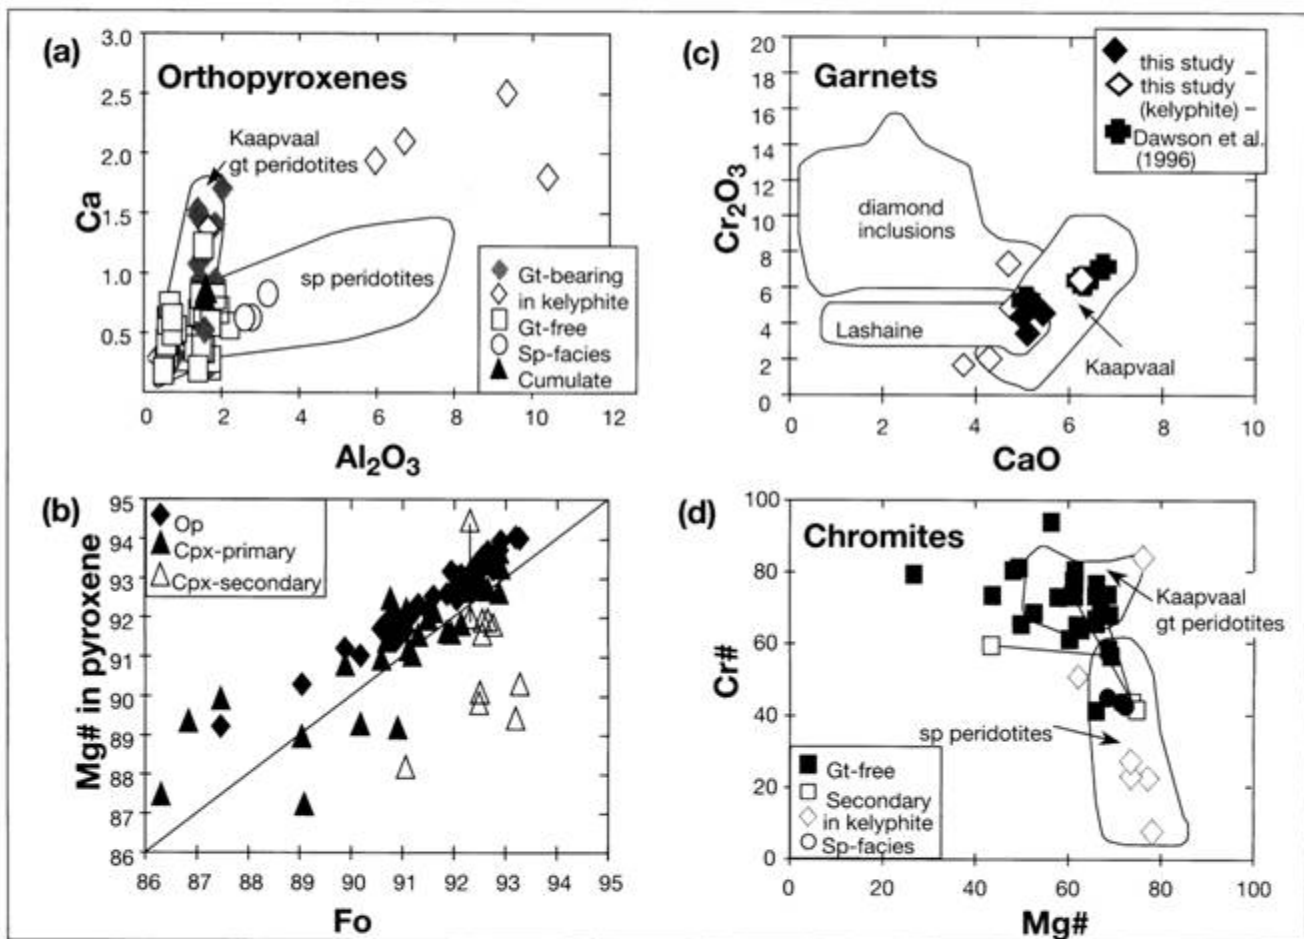 (a)
Orthopyroxenes
Kaapvaal
gt peridotites
sp peridotites
Gt-bearing
in kelyphite
Gt-free
Sp-facies
Cumulate
Ca
3.0
2.5
2.0
1.5
1.0
0.5
0 2 4 6 8 10 12
Al₂O₃
(c)
Garnets
this study
this study
(kelyphite)
Dawson et al.
(1996)
diamond
inclusions
Lashaine
Kaapvaal
Cr₂O₃
20
18
16
14
12
10
8
6
4
2
0
0 2 4 6 8 10
CaO
(b)
Op
Cpx-primary
Cpx-secondary
Mg# in pyroxene
95
94
93
92
91
90
89
88
87
86
86 87 88 89 90 91 92 93 94 95
Fo
(d)
Chromites
Kaapvaal
gt peridotites
sp peridotites
Gt-free
Secondary
in kelyphite
Sp-facies
Cr#
100
80
60
40
20
0
0 20 40 60 80 100
Mg#